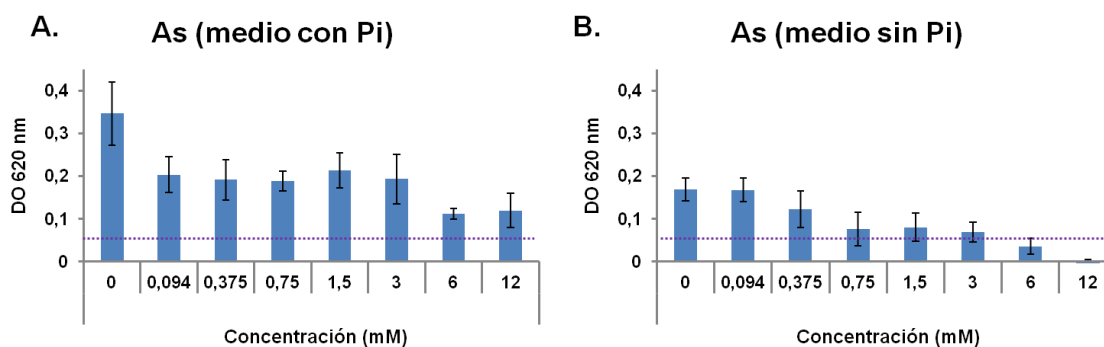 A.
As (medio con Pi)
DO 620 nm
0,4
0,3
0,2
0,1
0
0 0,094 0,375 0,75 1,5 3 6 12
Concentración (mM)
B.
As (medio sin Pi)
DO 620 nm
0,4
0,3
0,2
0,1
0
0 0,094 0,375 0,75 1,5 3 6 12
Concentración (mM)